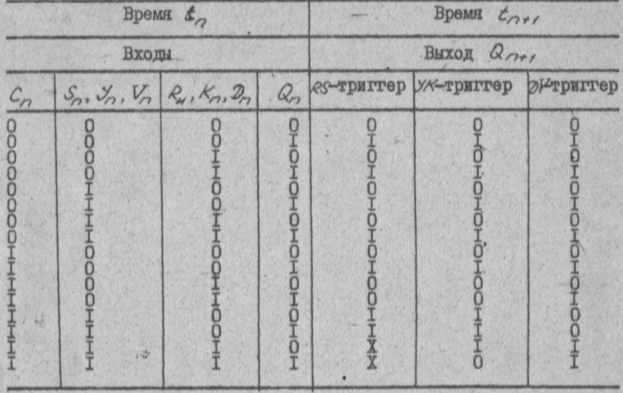 Время t_n Время t_{n+1}
Входы Выход Q_{n+1}
C_n S_n, У_n, V_n R_n, K_n, D_n Q_n RS-триггер УК-триггер DV-триггер
0 0 0 0 0 0 0
0 0 0 I I I I
0 0 I 0 0 0 0
0 0 I I I I I
0 I 0 0 0 0 0
0 I 0 I I I I
0 I I 0 0 0 0
0 I I I I I I
I 0 0 0 0 0 0
I 0 0 I I I I
I 0 I 0 0 0 0
I 0 I I 0 0 I
I I 0 0 I I 0
I I 0 I I I 0
I I I 0 X I I
I I I I X 0 I